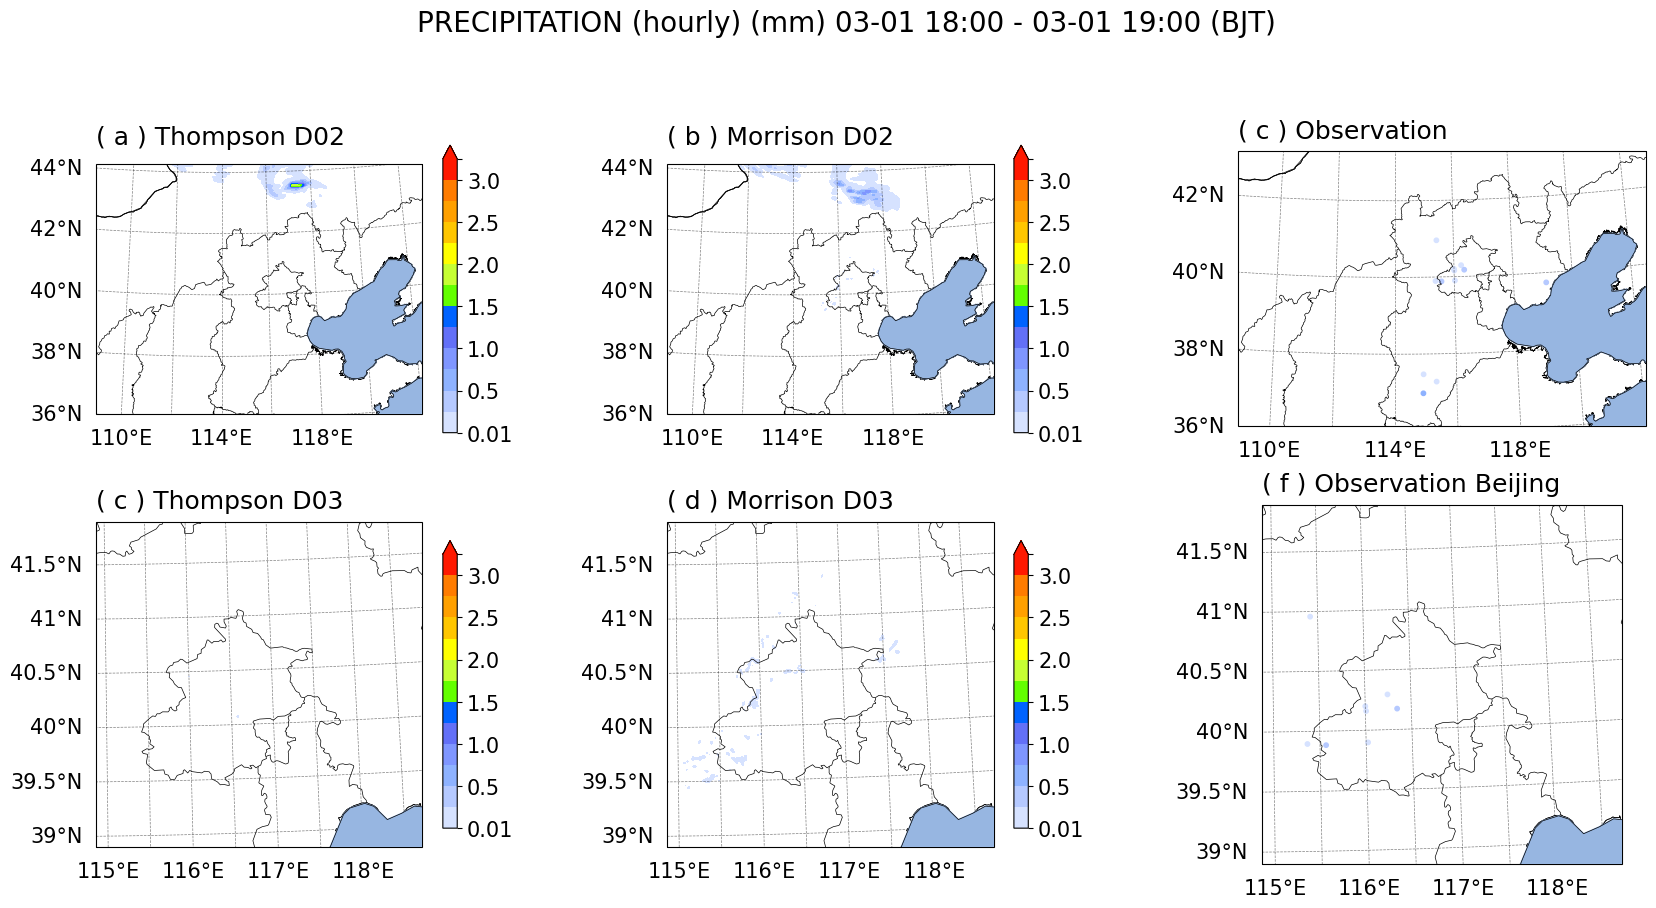 PRECIPITATION (hourly) (mm) 03-01 18:00 - 03-01 19:00 (BJT)
( a ) Thompson D02
44°N
42°N
40°N
38°N
36°N
110°E 114°E 118°E
3.0
2.5
2.0
1.5
1.0
0.5
0.01
( b ) Morrison D02
44°N
42°N
40°N
38°N
36°N
110°E 114°E 118°E
3.0
2.5
2.0
1.5
1.0
0.5
0.01
( c ) Observation
42°N
40°N
38°N
36°N
110°E 114°E 118°E
( c ) Thompson D03
41.5°N
41°N
40.5°N
40°N
39.5°N
39°N
115°E 116°E 117°E 118°E
3.0
2.5
2.0
1.5
1.0
0.5
0.01
( d ) Morrison D03
41.5°N
41°N
40.5°N
40°N
39.5°N
39°N
115°E 116°E 117°E 118°E
3.0
2.5
2.0
1.5
1.0
0.5
0.01
( f ) Observation Beijing
41.5°N
41°N
40.5°N
40°N
39.5°N
39°N
115°E 116°E 117°E 118°E